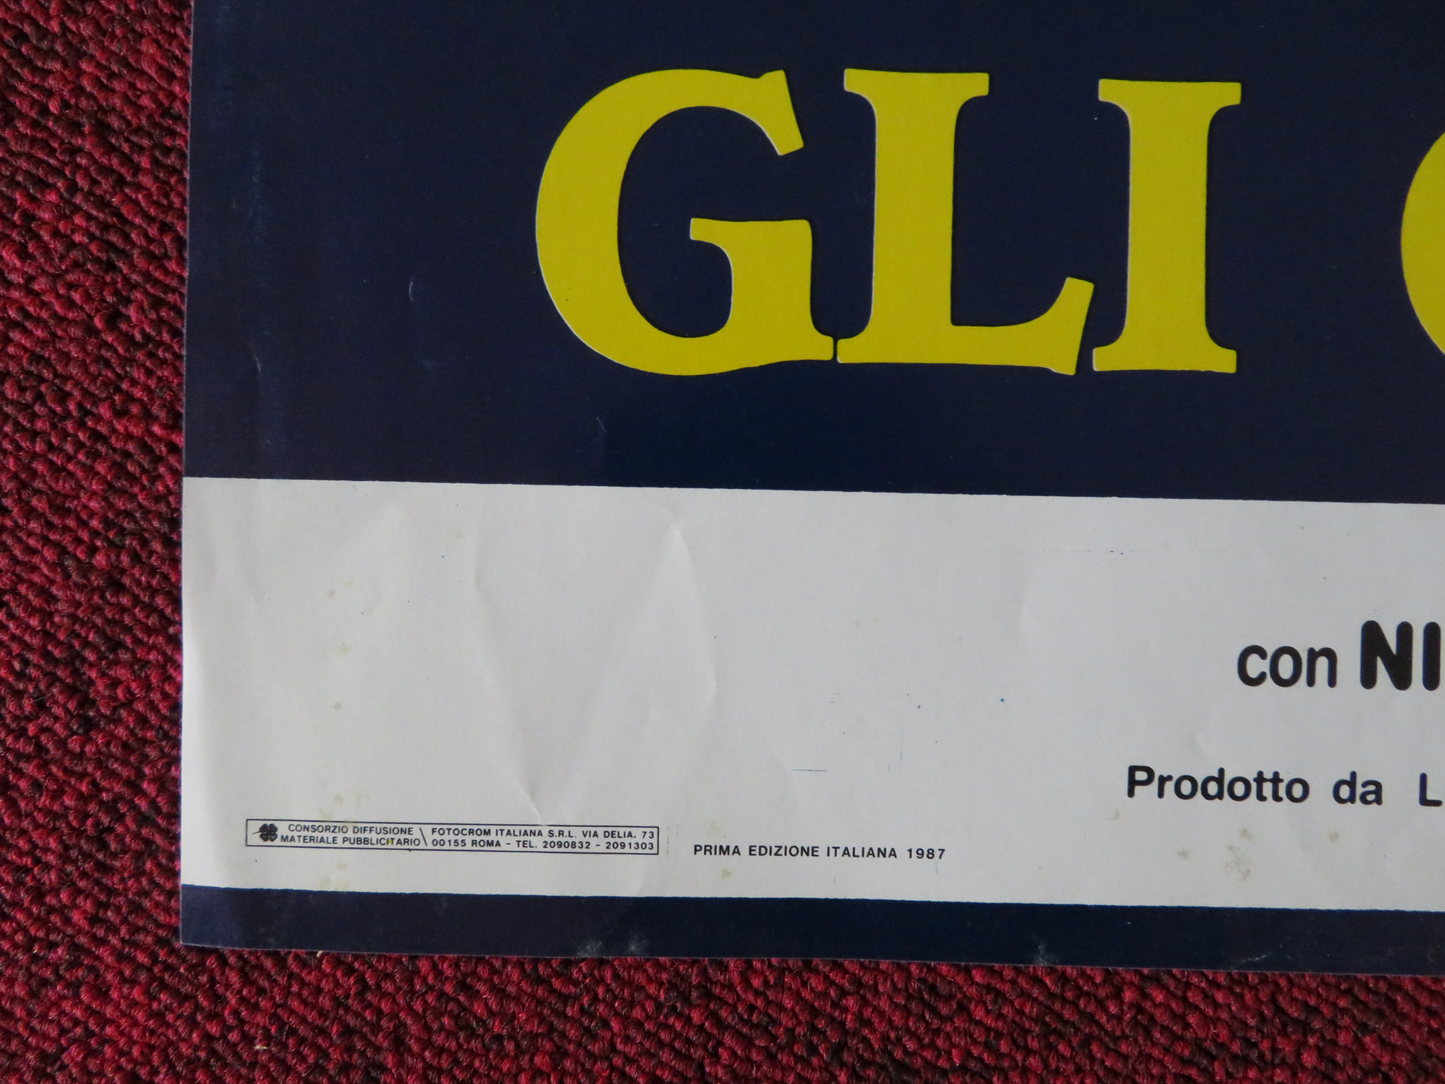 GLI
con NI
Prodotto da L
CONSORZIO DIFFUSIONE \ FOTOCROM ITALIANA S.R.L. VIA DELIA, 73
MATERIALE PUBBLICITARIO \ 00155 ROMA - TEL. 2090832 - 2091303
PRIMA EDIZIONE ITALIANA 1987